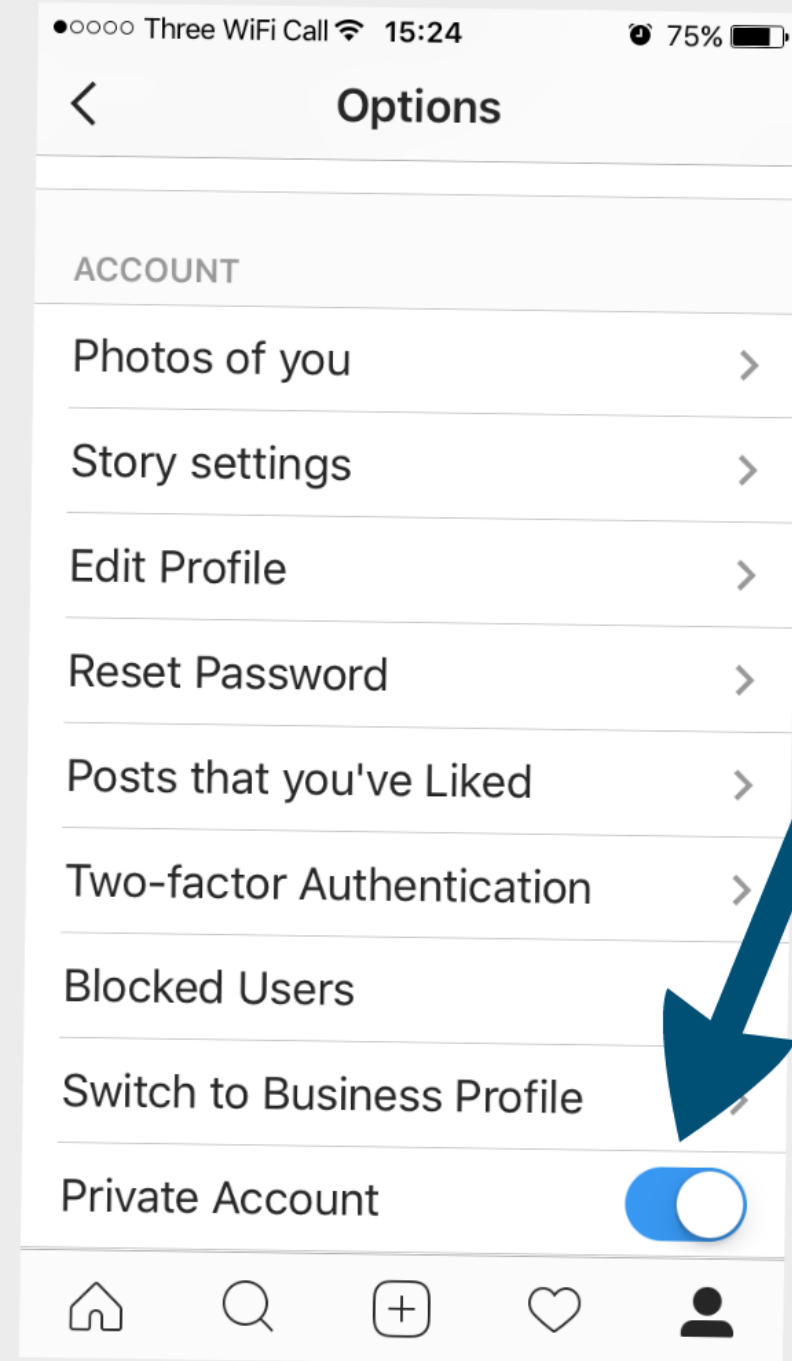 Three WiFi Call 15:24 75%
Options
ACCOUNT
Photos of you
Story settings
Edit Profile
Reset Password
Posts that you've Liked
Two-factor Authentication
Blocked Users
Switch to Business Profile
Private Account